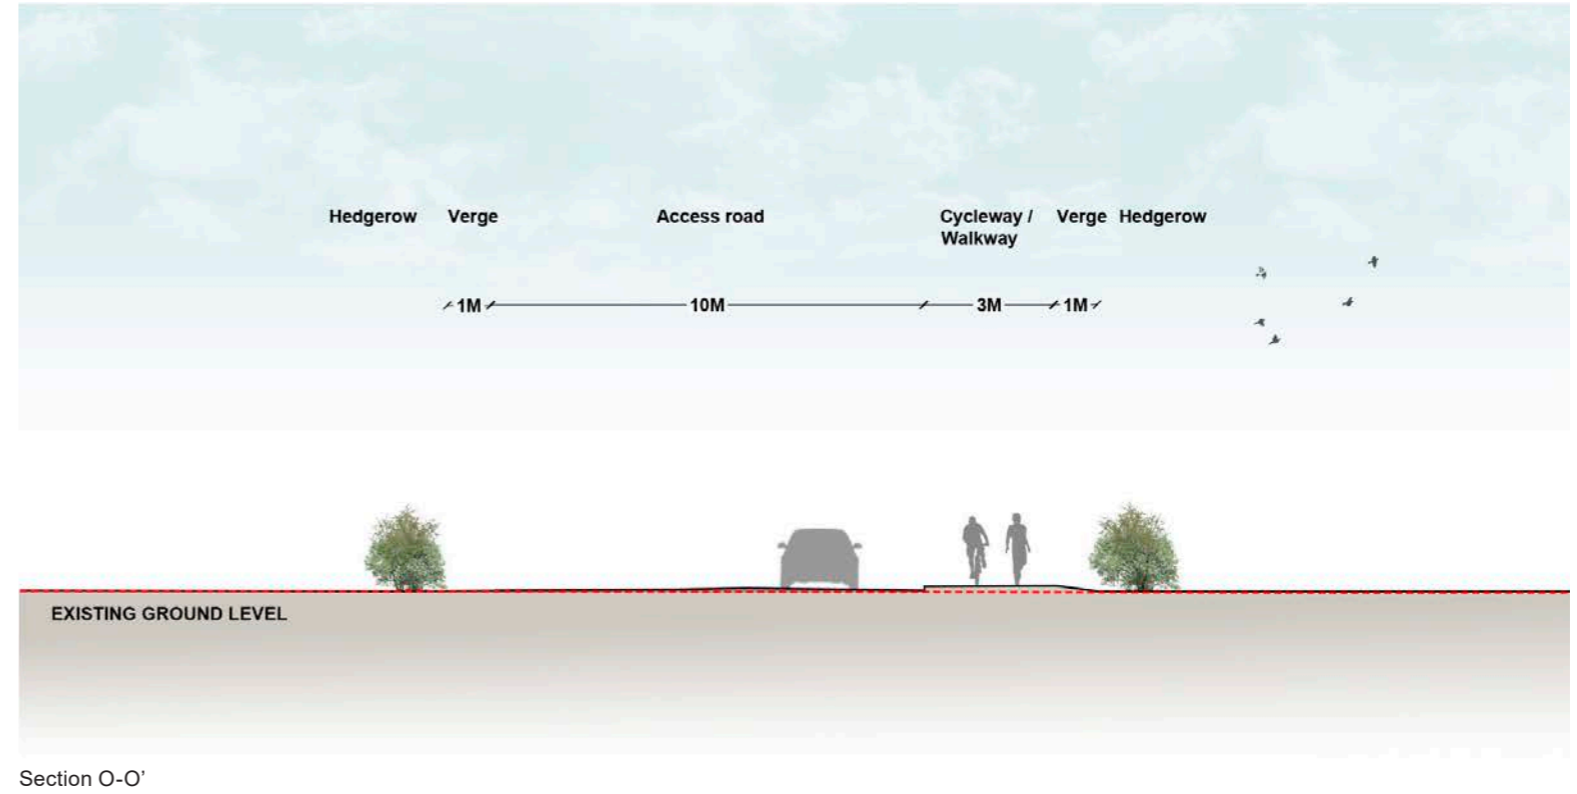 Hedgerow Verge Access road Cycleway / Verge Hedgerow
Walkway
1M 10M 3M 1M
EXISTING GROUND LEVEL
Section O-O’